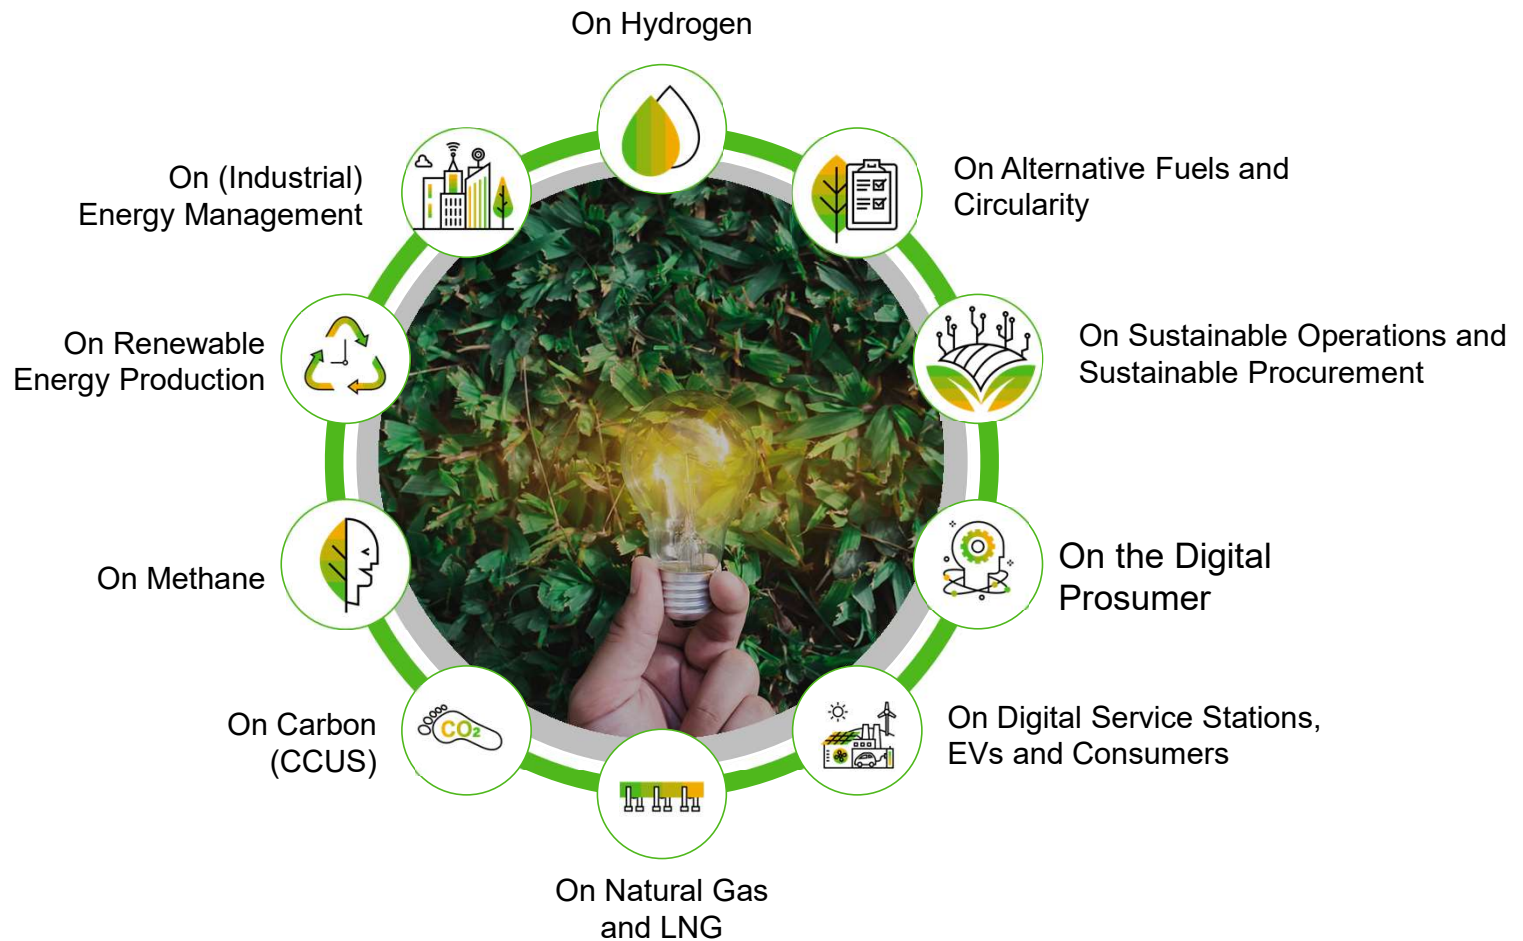 On Hydrogen
On Alternative Fuels and
Circularity
On Sustainable Operations and
Sustainable Procurement
On the Digital
Prosumer
On Digital Service Stations,
EVs and Consumers
On Natural Gas
and LNG
On Carbon
(CCUS)
CO2
On Methane
On Renewable
Energy Production
On (Industrial)
Energy Management